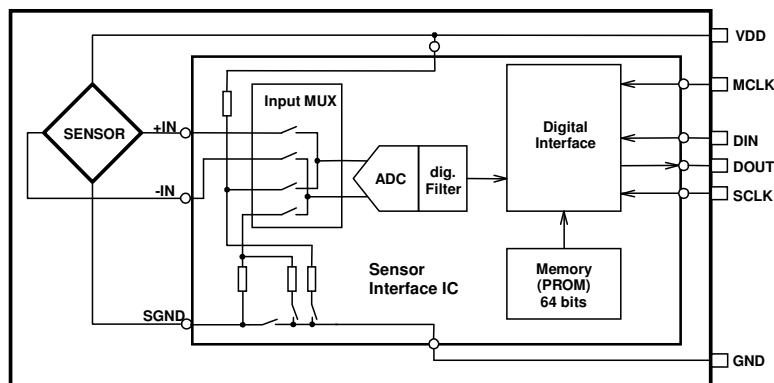 VDD
MCLK
DIN
DOUT
SCLK
GND
SENSOR
+IN
-IN
SGND
Input MUX
ADC
dig.
Filter
Digital
Interface
Memory
(PROM)
64 bits
Sensor
Interface IC